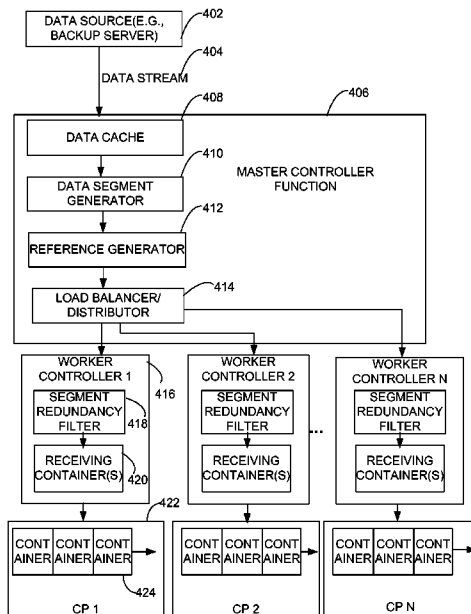 DATA SOURCE(E.G.,
BACKUP SERVER)
402
404
DATA STREAM
408
406
DATA CACHE
410
DATA SEGMENT
GENERATOR
MASTER CONTROLLER
FUNCTION
412
REFERENCE GENERATOR
414
LOAD BALANCER/
DISTRIBUTOR
WORKER
CONTROLLER 1
416
SEGMENT
REDUNDANCY
FILTER
418
RECEIVING
CONTAINER(S)
420
WORKER
CONTROLLER 2
SEGMENT
REDUNDANCY
FILTER
RECEIVING
CONTAINER(S)
...
WORKER
CONTROLLER N
SEGMENT
REDUNDANCY
FILTER
RECEIVING
CONTAINER(S)
422
CONT CONT CONT
AINER AINER AINER
424
CP 1
CONT CONT CONT
AINER AINER AINER
CP 2
CONT CONT CONT
AINER AINER AINER
CP N